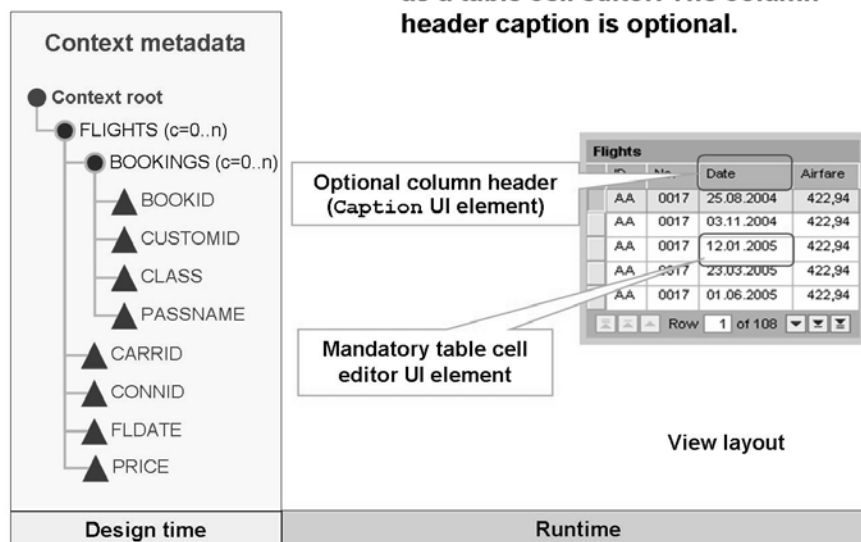 header caption is optional.
Context metadata
Context root
FLIGHTS (c=0..n)
BOOKINGS (c=0..n)
BOOKID
CUSTOMID
CLASS
PASSNAME
CARRID
CONNID
FLDATE
PRICE
Optional column header
(Caption UI element)
Mandatory table cell
editor UI element
Flights
Date Airfare
AA 0017 25.08.2004 422,94
AA 0017 03.11.2004 422,94
AA 0017 12.01.2005 422,94
AA 0017 23.03.2005 422,94
AA 0017 01.06.2005 422,94
Row 1 of 108
View layout
Design time
Runtime